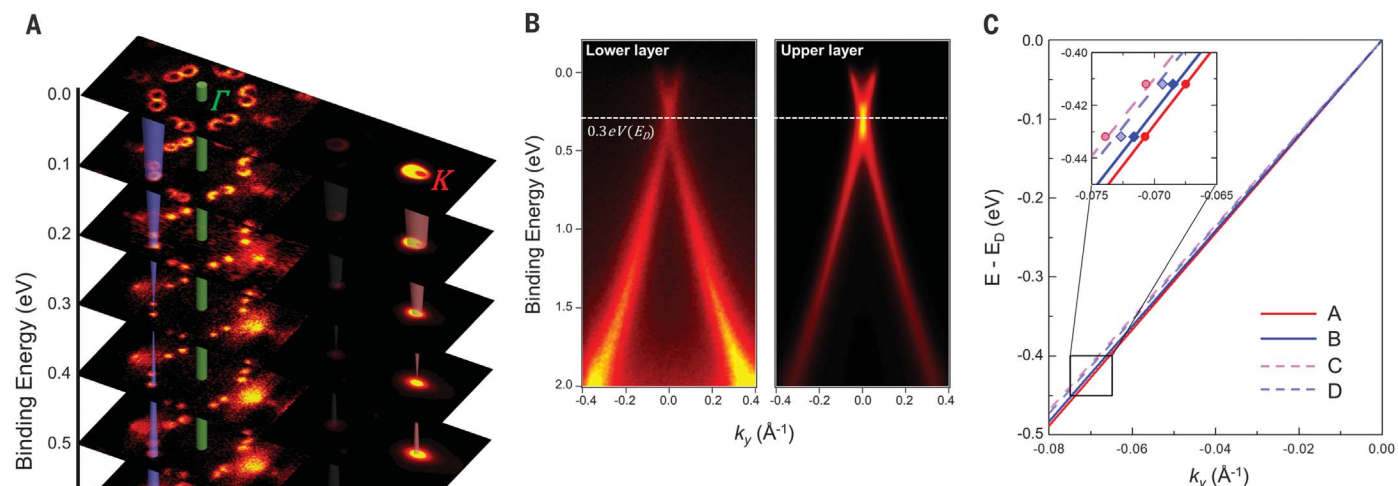 A
0.0
0.1
0.2
0.3
0.4
0.5
Binding Energy (eV)
Γ
K
B
Lower layer
Upper layer
0.0
0.5
1.0
1.5
2.0
Binding Energy (eV)
0.3 eV(E_D)
-0.4 -0.2 0.0 0.2 0.4
-0.4 -0.2 0.0 0.2 0.4
k_y (Å⁻¹)
C
0.0
-0.1
-0.2
-0.3
-0.4
-0.5
E - E_D (eV)
-0.40
-0.42
-0.44
-0.075 -0.070 -0.065
A
B
C
D
-0.08 -0.06 -0.04 -0.02 0.00
k_y (Å⁻¹)